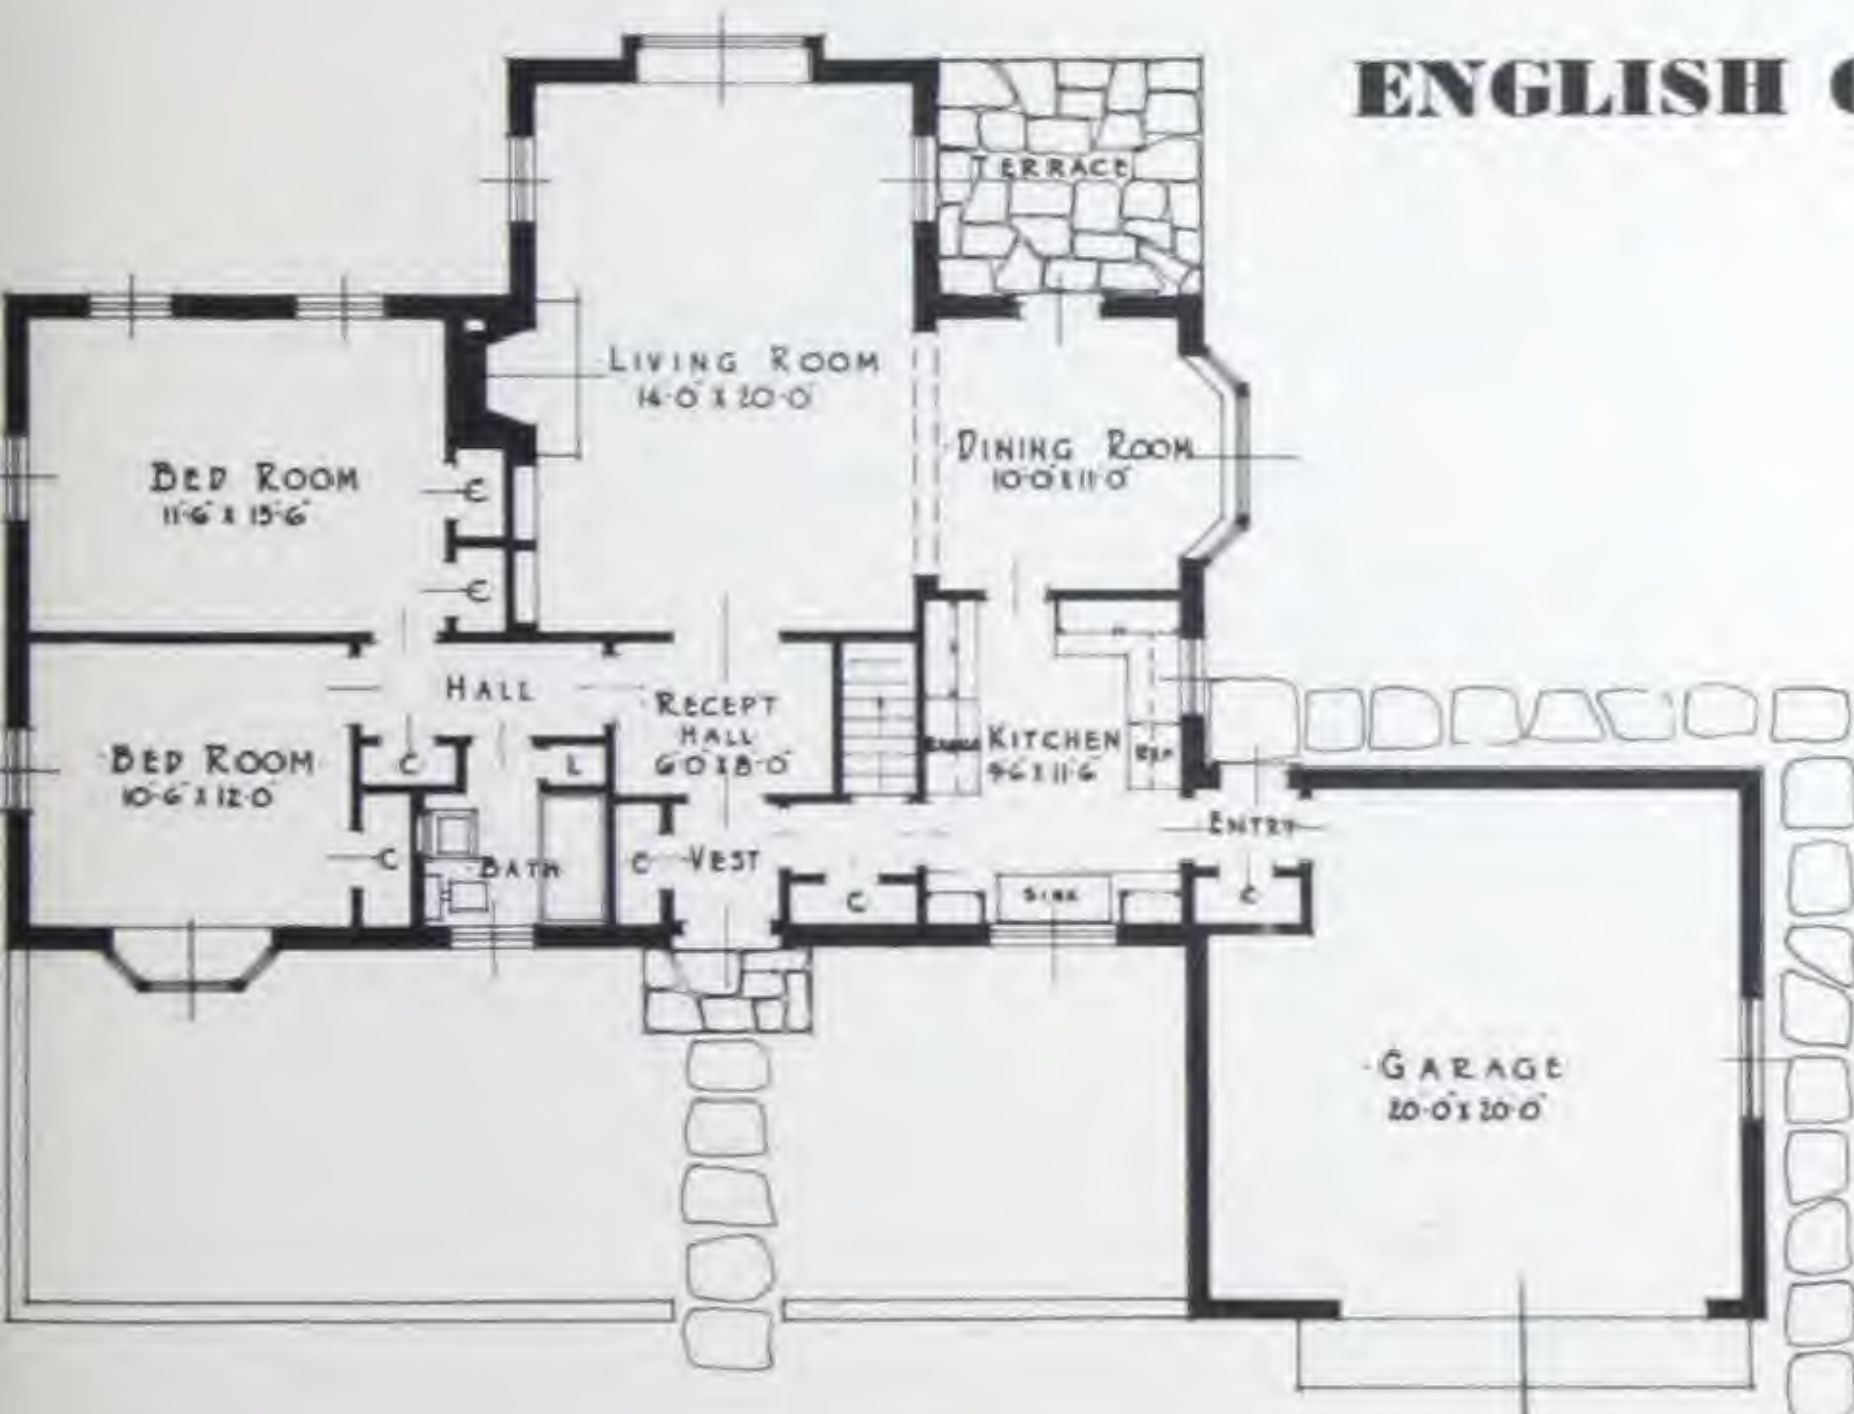 ENGLISH
TERRACE
LIVING ROOM
14-0 X 20-0
DINING ROOM
10-0 X 11-0
BED ROOM
11-6 X 15-6
C
C
HALL
RECEPT
HALL
6-0 X 8-0
KITCHEN
9-6 X 11-6
REF
BED ROOM
10-6 X 12-0
C
L
C
BATH
C
VEST
C
SINK
ENTRY
C
GARAGE
20-0 X 20-0